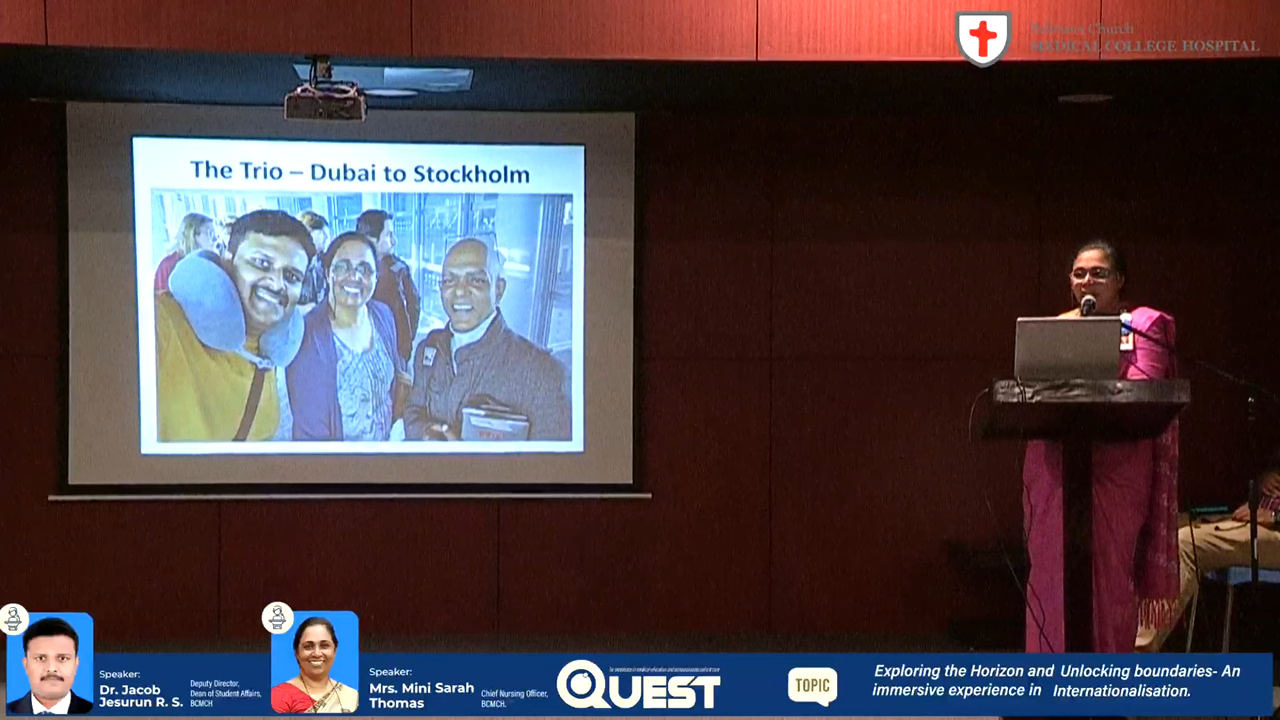 Believers Church
MEDICAL COLLEGE HOSPITAL
The Trio – Dubai to Stockholm
Speaker:
Dr. Jacob
Jesurun R. S.
Deputy Director,
Dean of Student Affairs,
BCMCH
Speaker:
Mrs. Mini Sarah
Thomas
Chief Nursing Officer,
BCMCH.
QUEST
TOPIC
Exploring the Horizon and Unlocking boundaries- An
immersive experience in Internationalisation.